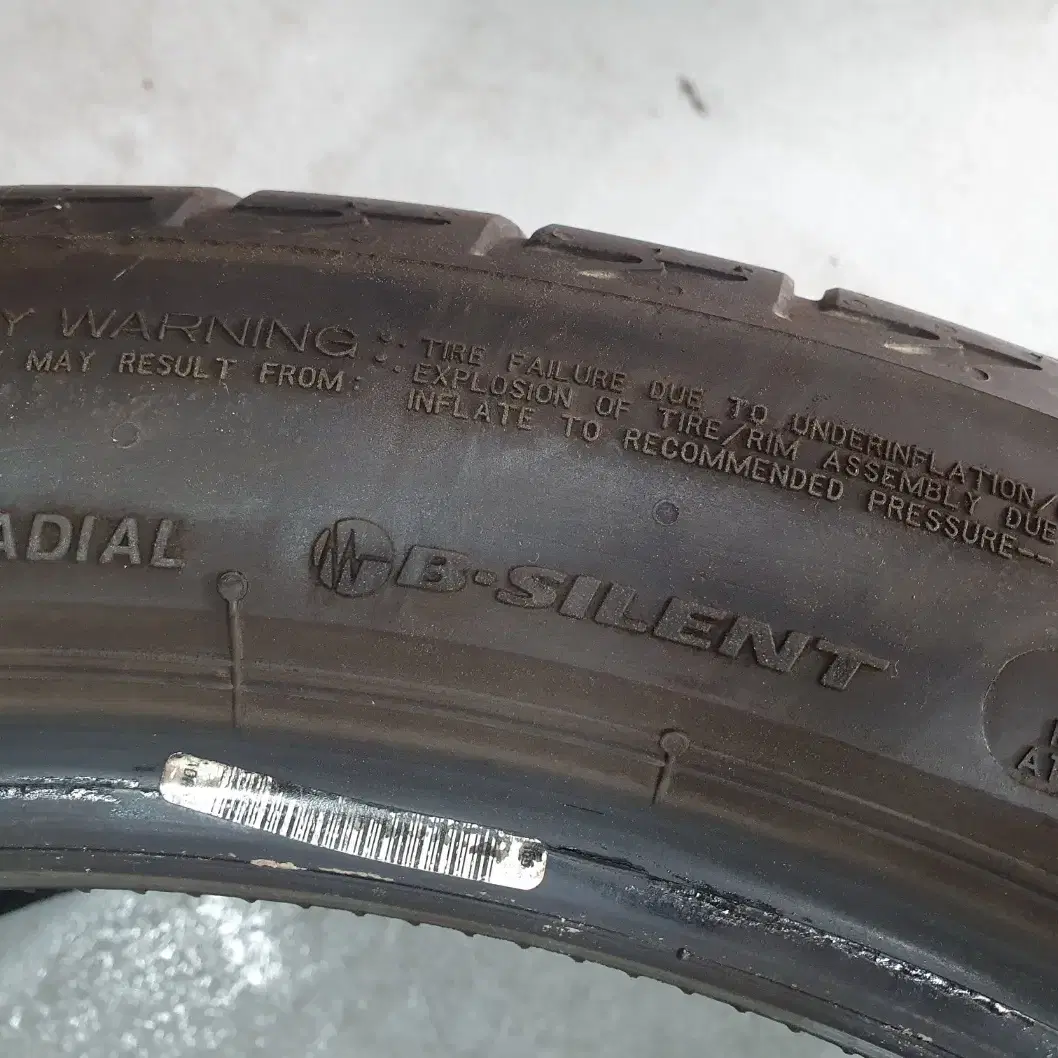 Y WARNING: TIRE FAILURE DUE TO UNDERINFLATION/
MAY RESULT FROM: EXPLOSION OF TIRE/RIM ASSEMBLY DUE
INFLATE TO RECOMMENDED PRESSURE--
ADIAL
B·SILENT